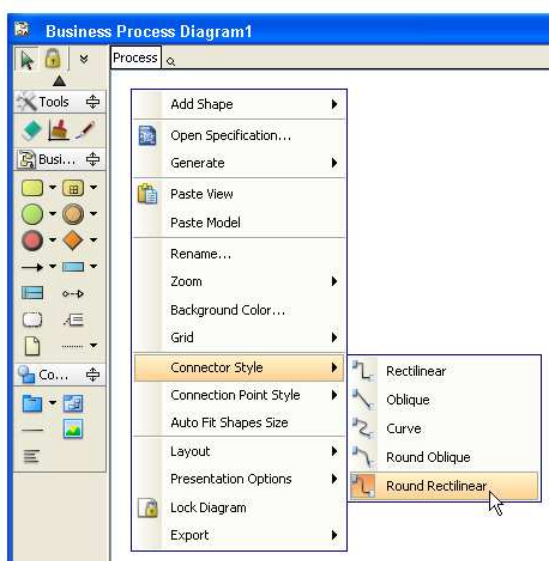 Business Process Diagram1
Process
Tools
Busi...
Co...
Add Shape
Open Specification...
Generate
Paste View
Paste Model
Rename...
Zoom
Background Color...
Grid
Connector Style
Connection Point Style
Auto Fit Shapes Size
Layout
Presentation Options
Lock Diagram
Export
Rectilinear
Oblique
Curve
Round Oblique
Round Rectilinear